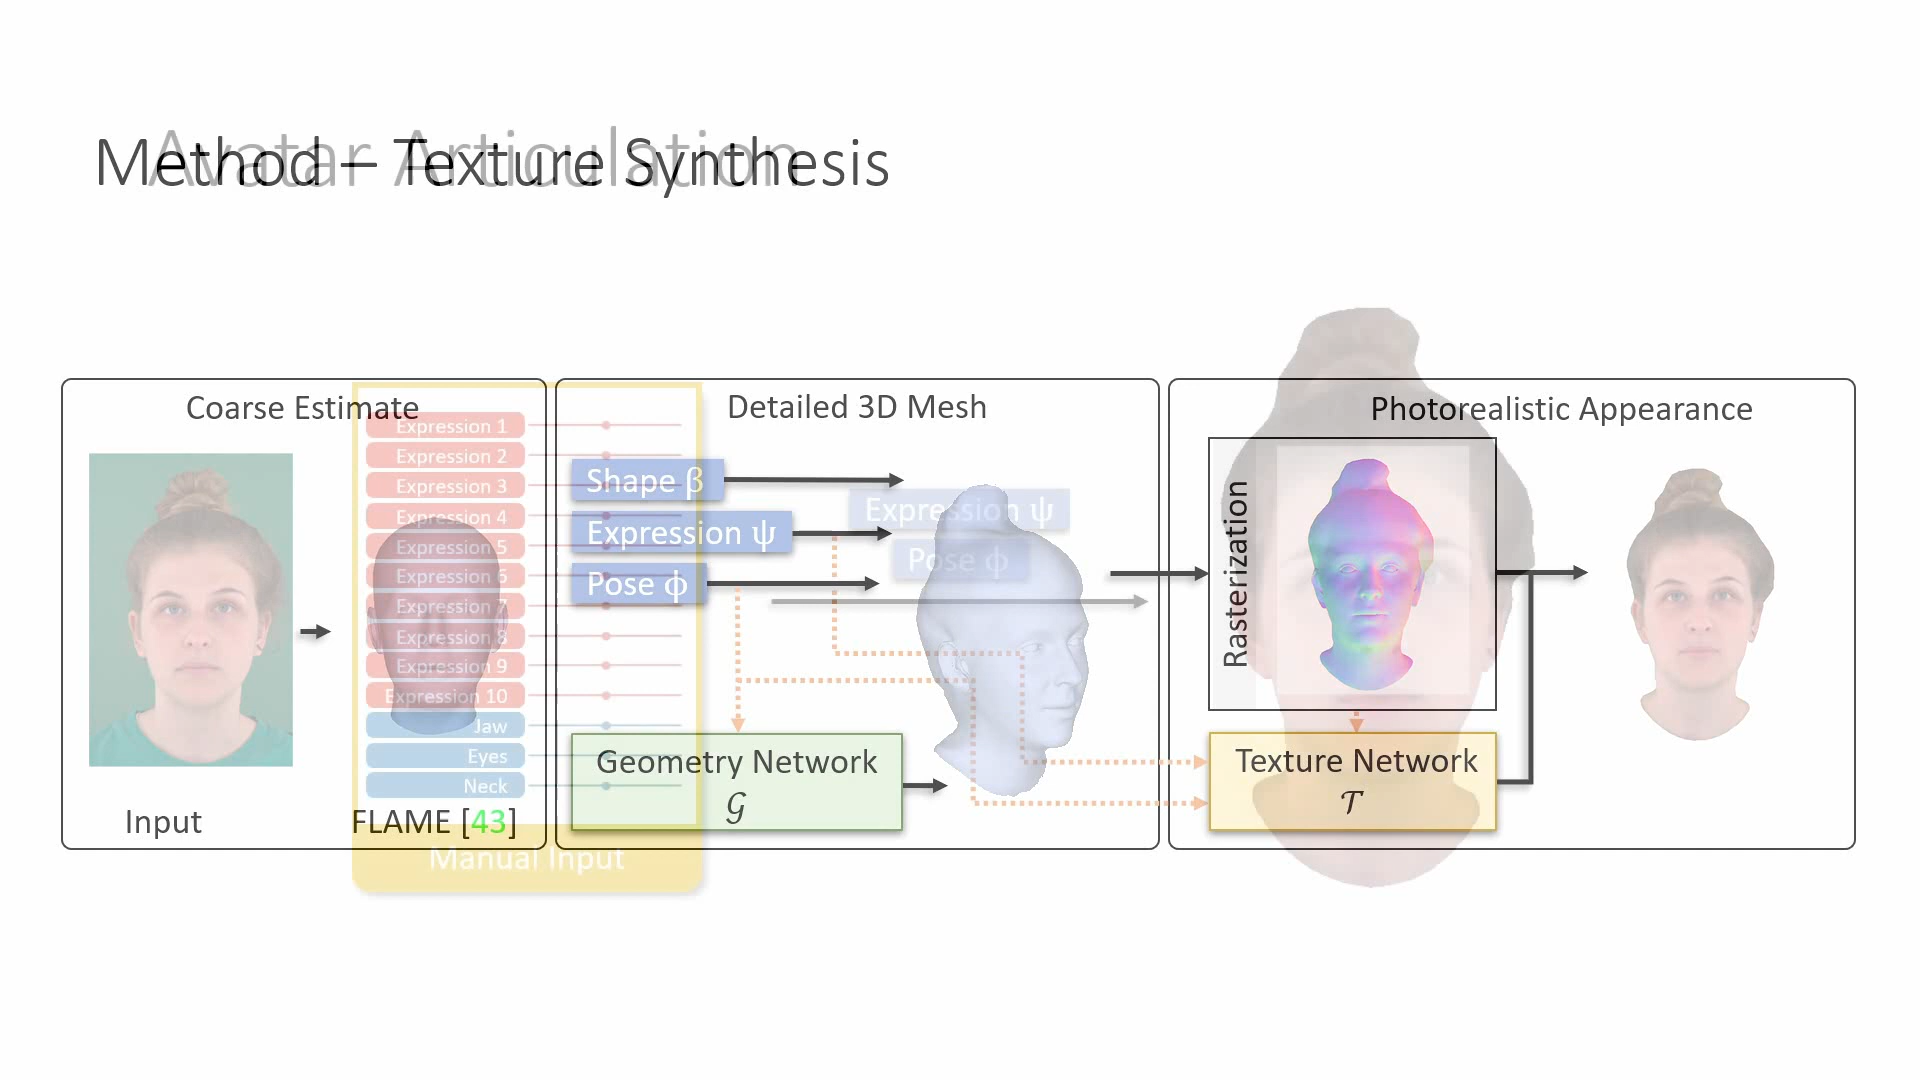 Method – Texture Synthesis
Avatar Articulation
Coarse Estimate
Input
FLAME [43]
Expression 1
Expression 2
Expression 3
Expression 4
Expression 5
Expression 6
Expression 7
Expression 8
Expression 9
Expression 10
Jaw
Eyes
Neck
Manual Input
Detailed 3D Mesh
Shape β
Expression ψ
Pose ϕ
Expression ψ
Pose ϕ
Geometry Network
𝒢
Photorealistic Appearance
Rasterization
Texture Network
𝒯